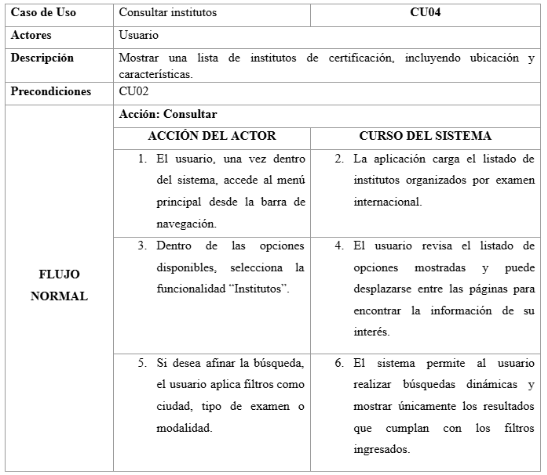 Caso de Uso
Consultar institutos
CU04
Actores
Usuario
Descripción
Mostrar una lista de institutos de certificación, incluyendo ubicación y
características.
Precondiciones
CU02
FLUJO
NORMAL
Acción: Consultar
ACCIÓN DEL ACTOR
CURSO DEL SISTEMA
1. El usuario, una vez dentro
del sistema, accede al menú
principal desde la barra de
navegación.
2. La aplicación carga el listado de
institutos organizados por examen
internacional.
3. Dentro de las opciones
disponibles, selecciona la
funcionalidad “Institutos”.
4. El usuario revisa el listado de
opciones mostradas y puede
desplazarse entre las páginas para
encontrar la información de su
interés.
5. Si desea afinar la búsqueda,
el usuario aplica filtros como
ciudad, tipo de examen o
modalidad.
6. El sistema permite al usuario
realizar búsquedas dinámicas y
mostrar únicamente los resultados
que cumplan con los filtros
ingresados.